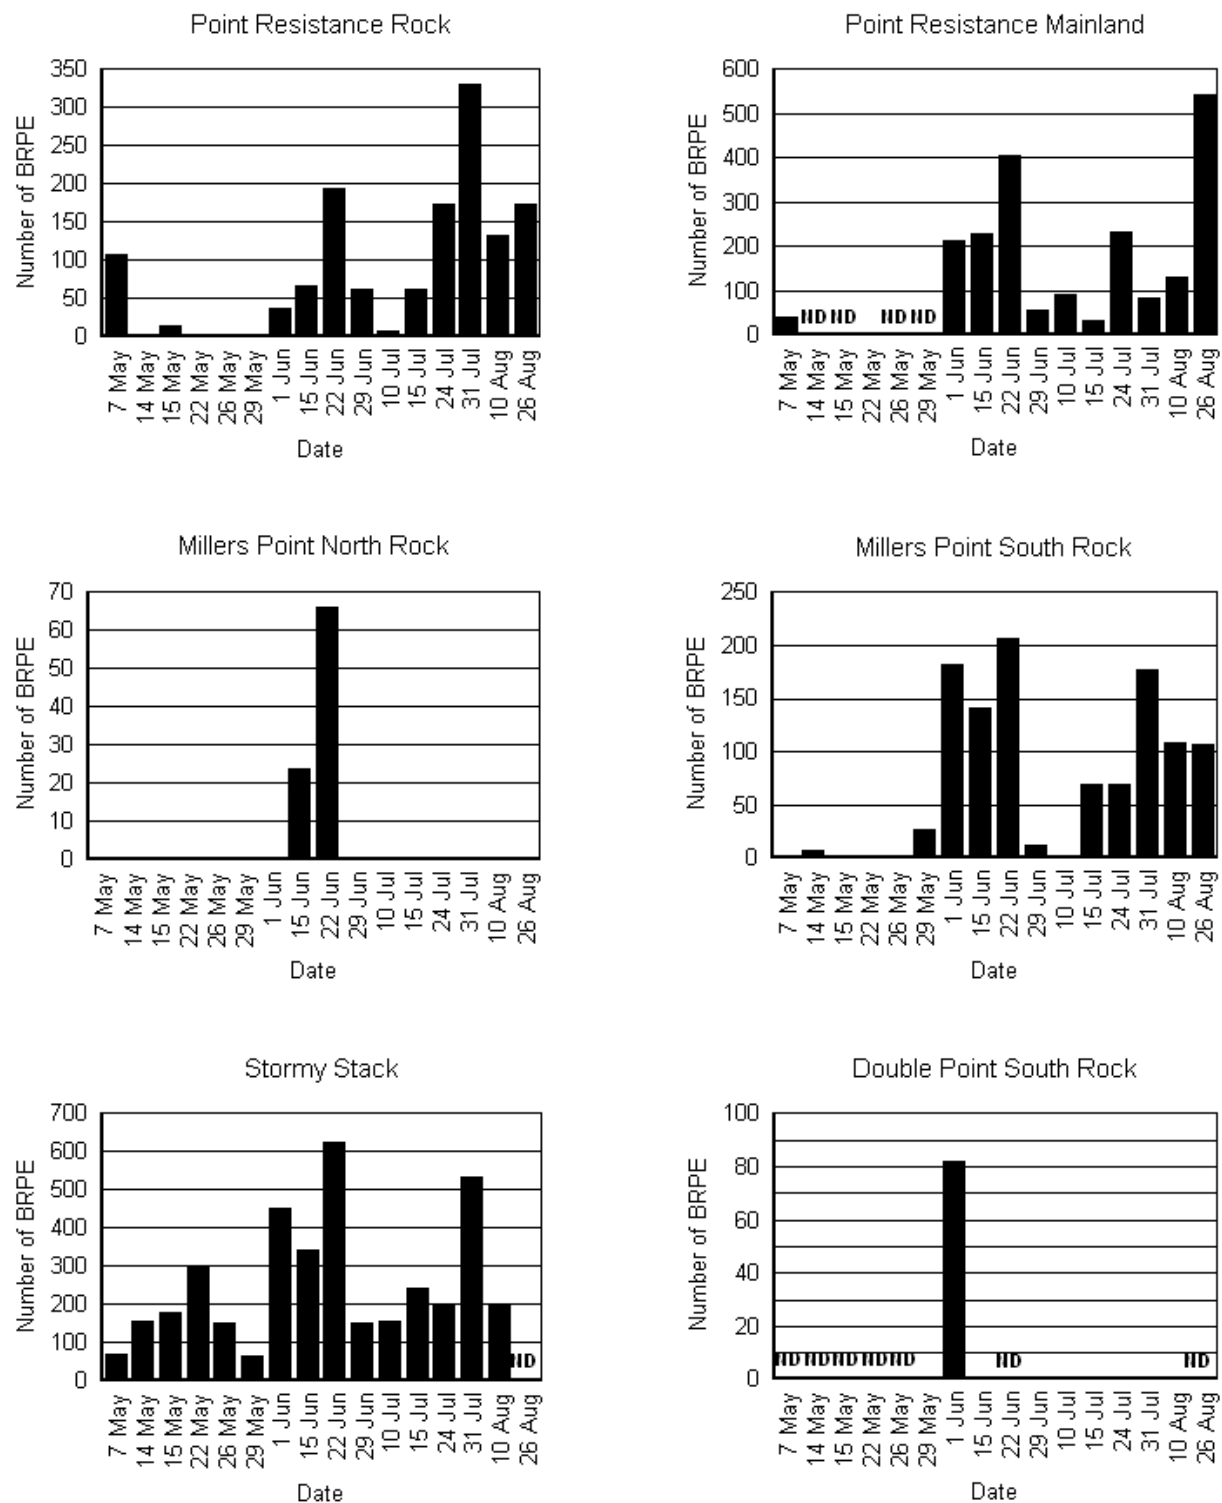 Point Resistance Rock
Number of BRPE
350
300
250
200
150
100
50
0
7 May
14 May
15 May
22 May
26 May
29 May
1 Jun
15 Jun
22 Jun
29 Jun
10 Jul
15 Jul
24 Jul
31 Jul
10 Aug
26 Aug
Date
Point Resistance Mainland
Number of BRPE
600
500
400
300
200
100
0
ND ND ND ND
7 May
14 May
15 May
22 May
26 May
29 May
1 Jun
15 Jun
22 Jun
29 Jun
10 Jul
15 Jul
24 Jul
31 Jul
10 Aug
26 Aug
Date
Millers Point North Rock
Number of BRPE
70
60
50
40
30
20
10
0
7 May
14 May
15 May
22 May
26 May
29 May
1 Jun
15 Jun
22 Jun
29 Jun
10 Jul
15 Jul
24 Jul
31 Jul
10 Aug
26 Aug
Date
Millers Point South Rock
Number of BRPE
250
200
150
100
50
0
7 May
14 May
15 May
22 May
26 May
29 May
1 Jun
15 Jun
22 Jun
29 Jun
10 Jul
15 Jul
24 Jul
31 Jul
10 Aug
26 Aug
Date
Stormy Stack
Number of BRPE
700
600
500
400
300
200
100
0
ND
7 May
14 May
15 May
22 May
26 May
29 May
1 Jun
15 Jun
22 Jun
29 Jun
10 Jul
15 Jul
24 Jul
31 Jul
10 Aug
26 Aug
Date
Double Point South Rock
Number of BRPE
100
80
60
40
20
0
ND ND ND ND ND ND ND
7 May
14 May
15 May
22 May
26 May
29 May
1 Jun
15 Jun
22 Jun
29 Jun
10 Jul
15 Jul
24 Jul
31 Jul
10 Aug
26 Aug
Date